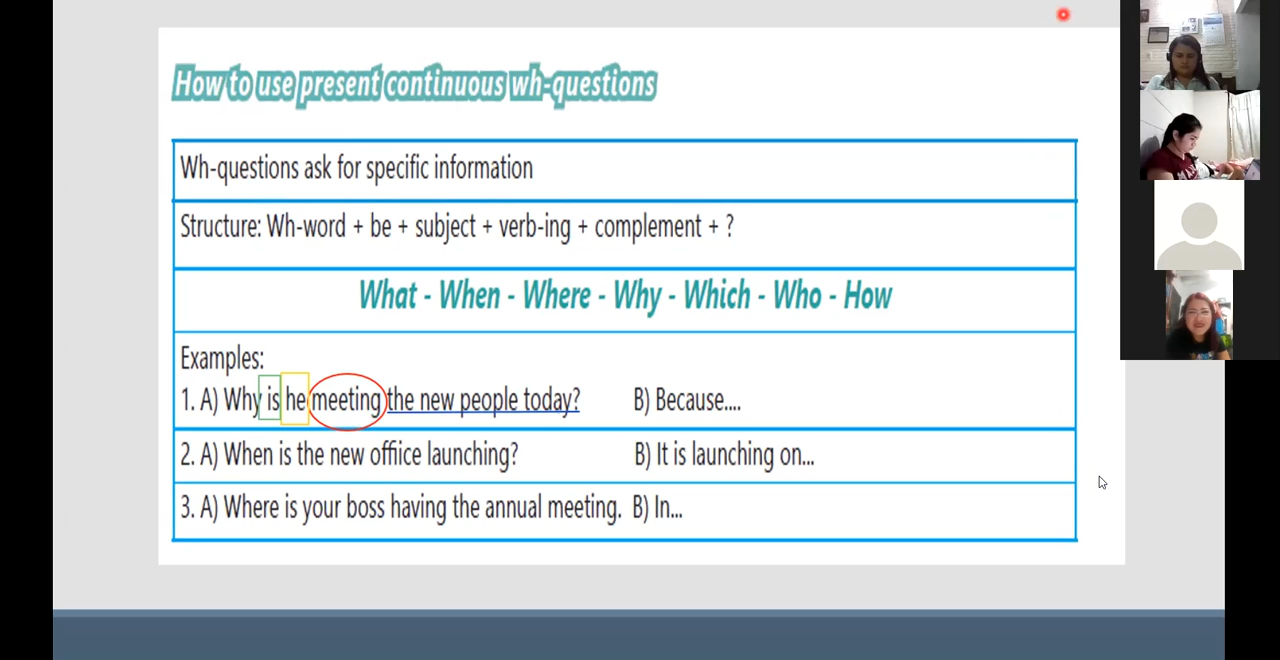 How to use present continuous wh-questions
Wh-questions ask for specific information
Structure: Wh-word + be + subject + verb-ing + complement + ?
What - When - Where - Why - Which - Who - How
Examples:
1. A) Why is he meeting the new people today? B) Because....
2. A) When is the new office launching? B) It is launching on...
3. A) Where is your boss having the annual meeting. B) In...